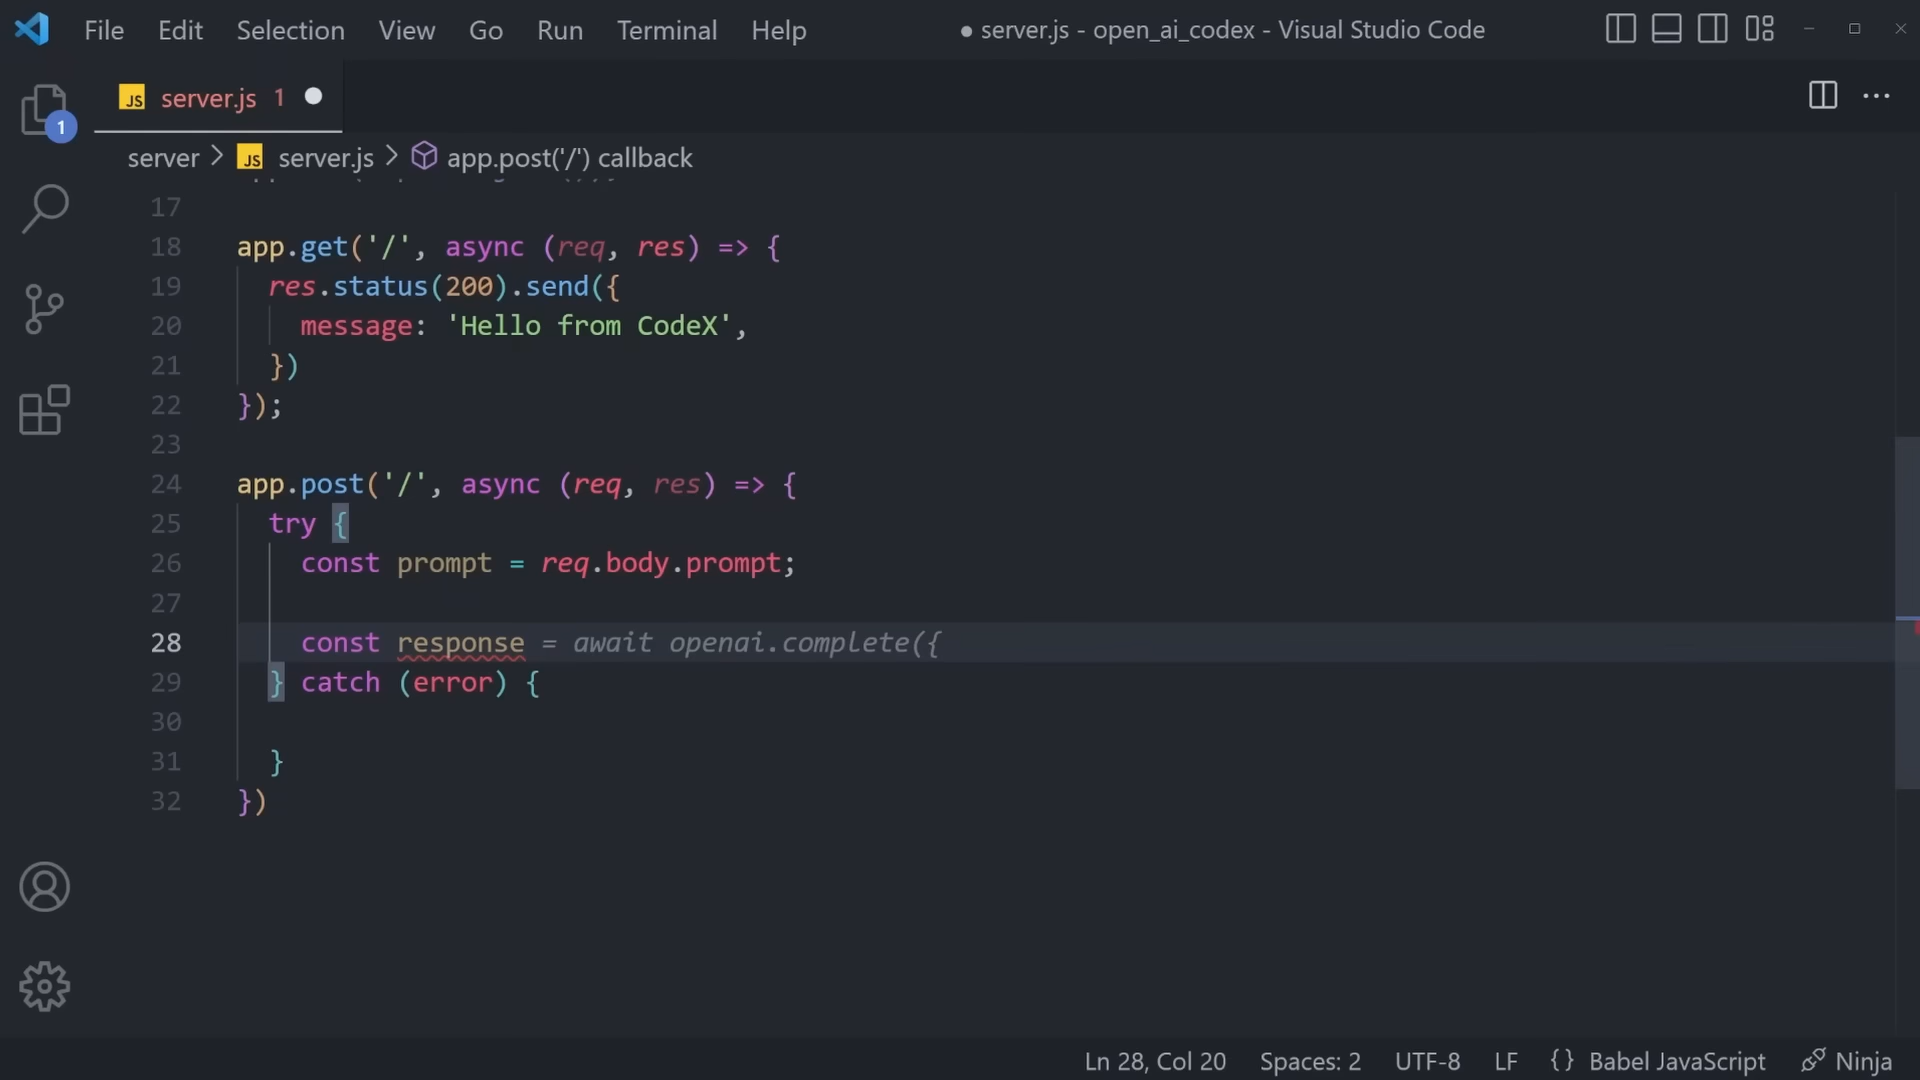 File Edit Selection View Go Run Terminal Help ● server.js - open_ai_codex - Visual Studio Code
JS server.js 1
1
server > JS server.js > app.post('/') callback
17
18 app.get('/', async (req, res) => {
19 res.status(200).send({
20 message: 'Hello from CodeX',
21 })
22 });
23
24 app.post('/', async (req, res) => {
25 try {
26 const prompt = req.body.prompt;
27
28 const response = await openai.complete({
29 } catch (error) {
30
31 }
32 })
Ln 28, Col 20 Spaces: 2 UTF-8 LF {} Babel JavaScript Ninja